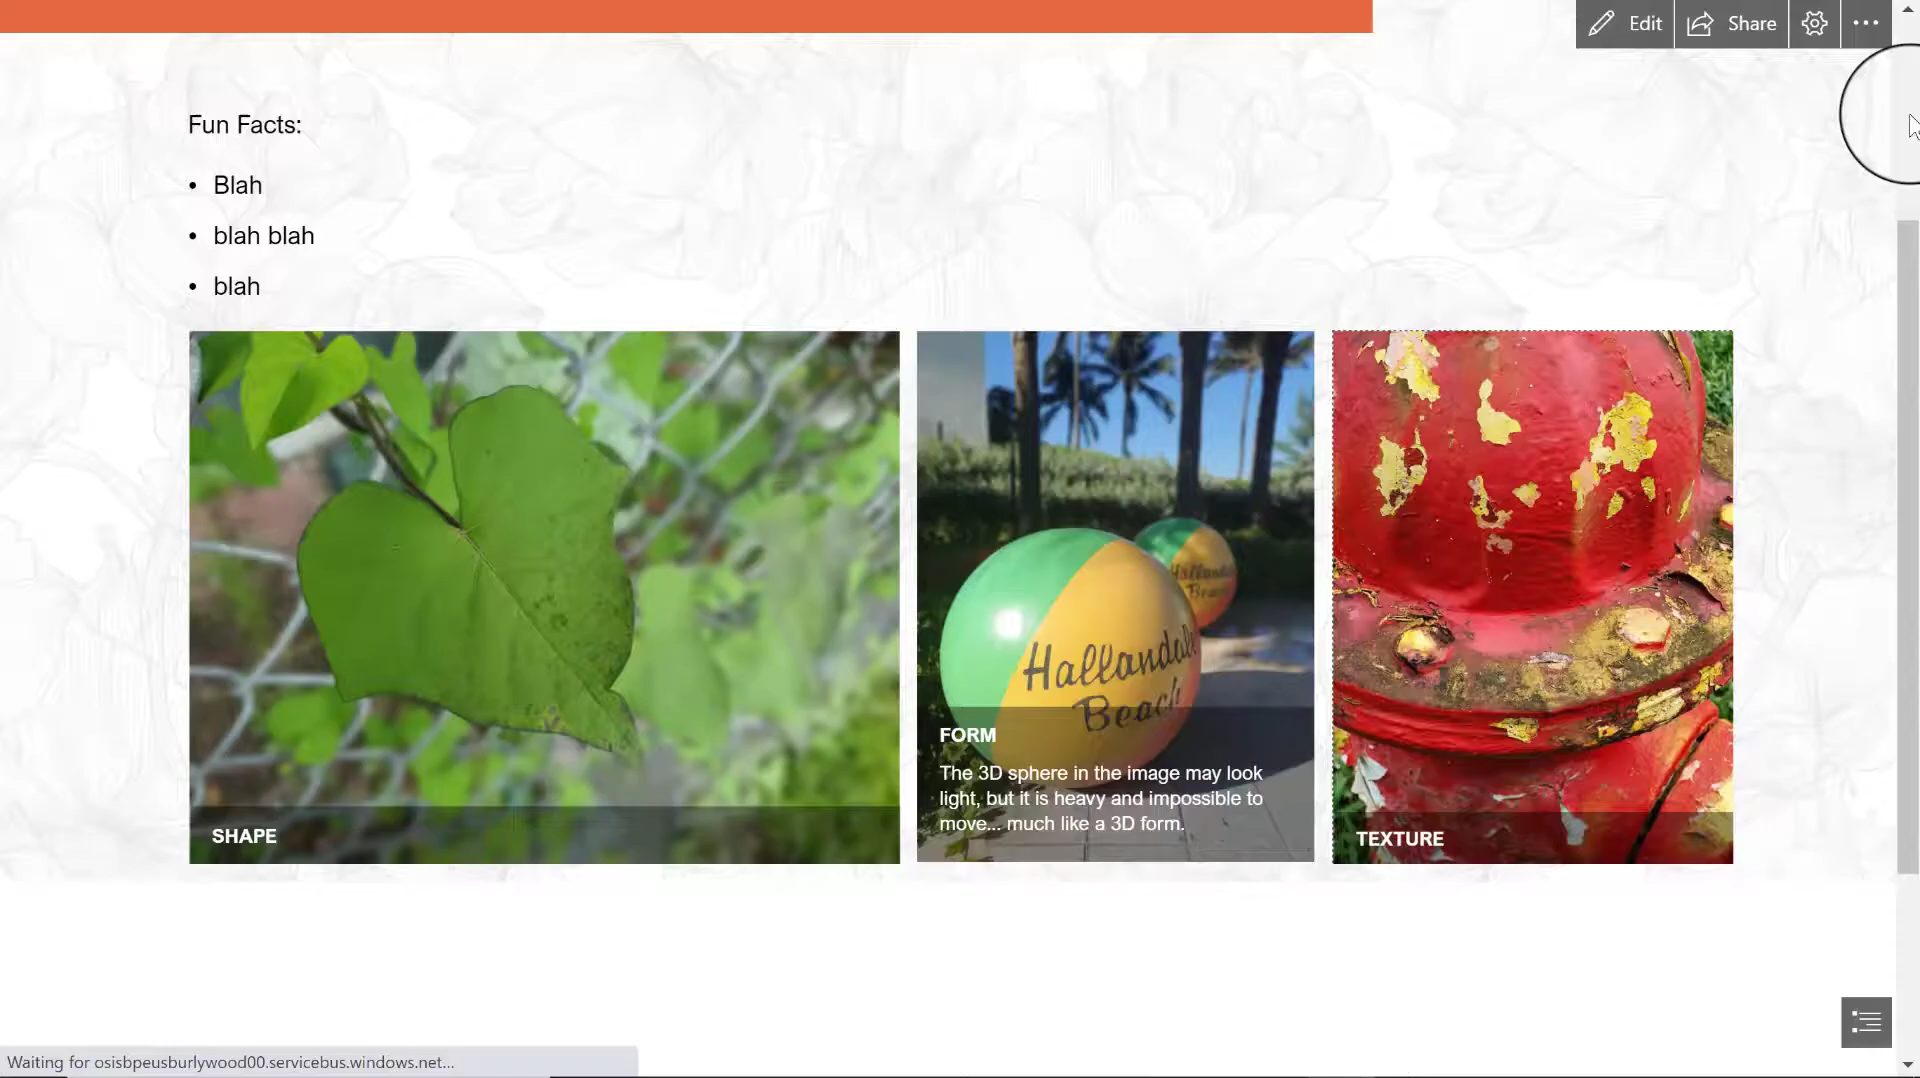 Edit
Share
Fun Facts:
• Blah
• blah blah
• blah
Hallandale
Beach
Hallanda
Beac
SHAPE
FORM
The 3D sphere in the image may look
light, but it is heavy and impossible to
move... much like a 3D form.
TEXTURE
Waiting for osisbpeusburlywood00.servicebus.windows.net...